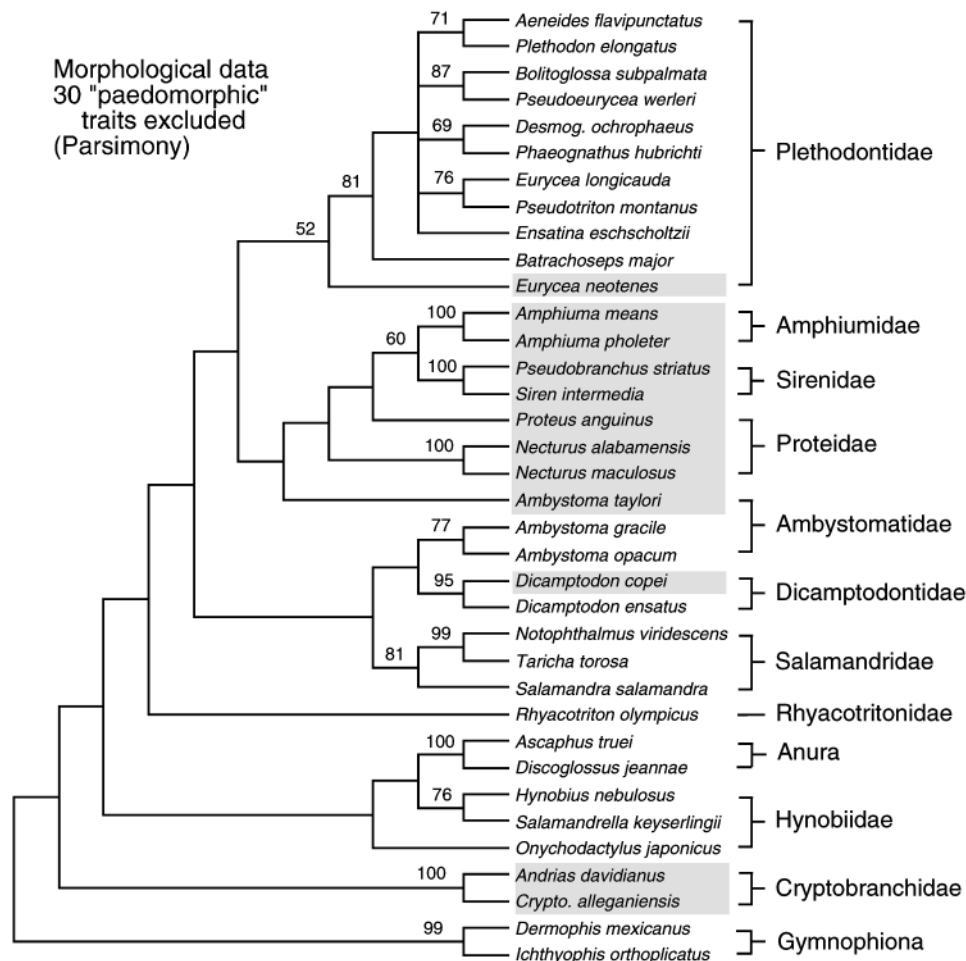 Morphological data
30 "paedomorphic"
traits excluded
(Parsimony)
71
Aeneides flavipunctatus
Plethodon elongatus
87
Bolitoglossa subpalmata
Pseudoeurycea werleri
69
Desmog. ochrophaeus
Phaeognathus hubrichti
76
Eurycea longicauda
Pseudotriton montanus
81
Ensatina eschscholtzii
Batrachoseps major
52
Eurycea neotenes
Plethodontidae
100
Amphiuma means
Amphiuma pholeter
Amphiumidae
60
100
Pseudobranchus striatus
Siren intermedia
Sirenidae
Proteus anguinus
100
Necturus alabamensis
Necturus maculosus
Proteidae
Ambystoma taylori
77
Ambystoma gracile
Ambystoma opacum
Ambystomatidae
95
Dicamptodon copei
Dicamptodon ensatus
Dicamptodontidae
99
Notophthalmus viridescens
Taricha torosa
81
Salamandra salamandra
Salamandridae
Rhyacotriton olympicus
Rhyacotritonidae
100
Ascaphus truei
Discoglossus jeannae
Anura
76
Hynobius nebulosus
Salamandrella keyserlingii
Onychodactylus japonicus
Hynobiidae
100
Andrias davidianus
Crypto. alleganiensis
Cryptobranchidae
99
Dermophis mexicanus
Ichthyophis orthoplicatus
Gymnophiona